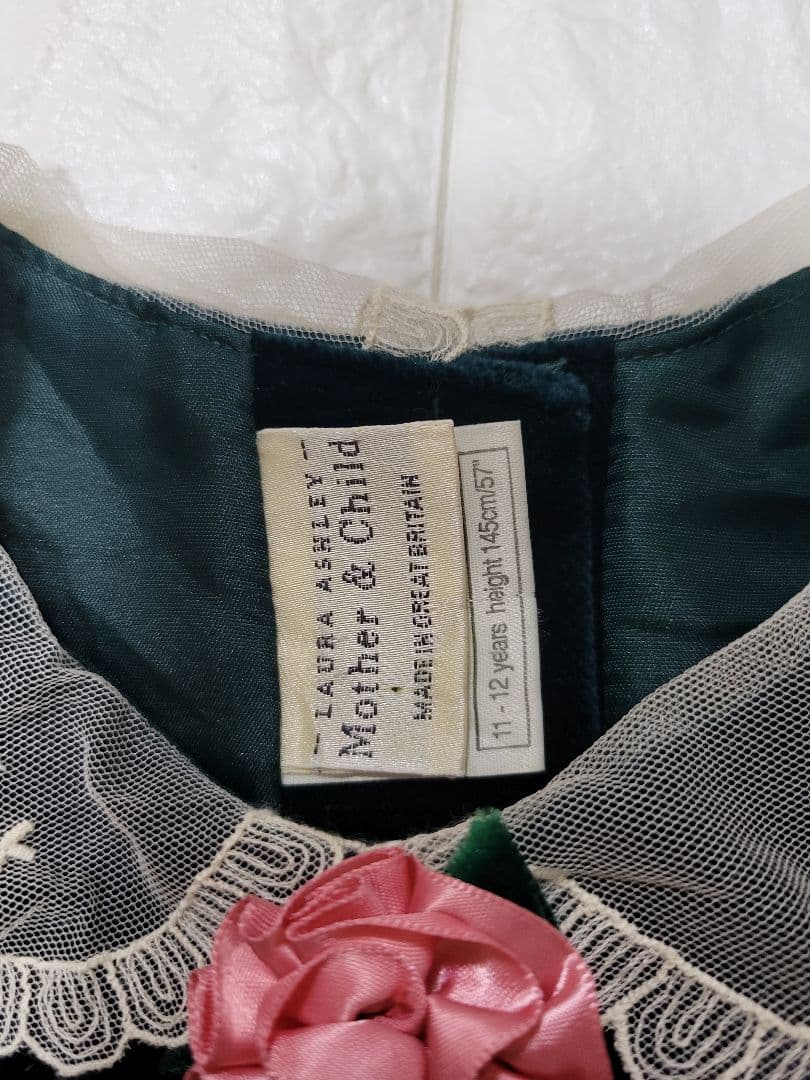 LAURA ASHLEY
Mother & Child
MADE IN GREAT BRITAIN
11 - 12 years height 145cm/57"